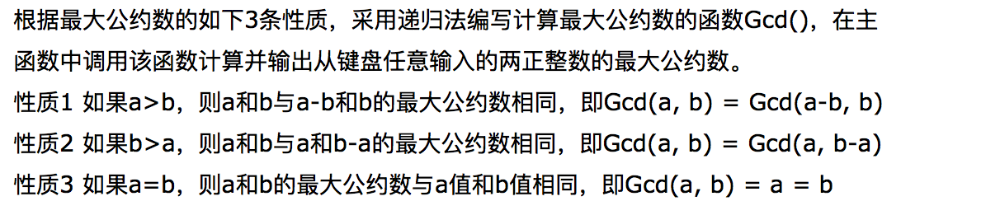 根据最大公约数的如下3条性质，采用递归法编写计算最大公约数的函数Gcd()，在主
函数中调用该函数计算并输出从键盘任意输入的两正整数的最大公约数。
性质1 如果a>b，则a和b与a-b和b的最大公约数相同，即Gcd(a, b) = Gcd(a-b, b)
性质2 如果b>a，则a和b与a和b-a的最大公约数相同，即Gcd(a, b) = Gcd(a, b-a)
性质3 如果a=b，则a和b的最大公约数与a值和b值相同，即Gcd(a, b) = a = b